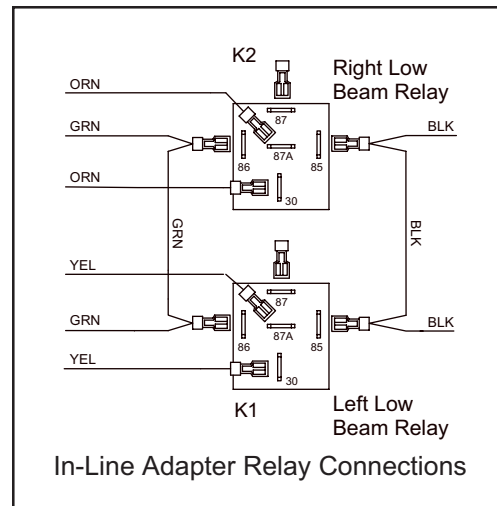 K2
Right Low
Beam Relay
ORN
87
GRN
BLK
87A
86
85
ORN
30
GRN
BLK
YEL
87
GRN
BLK
87A
86
85
YEL
30
K1
Left Low
Beam Relay
In-Line Adapter Relay Connections